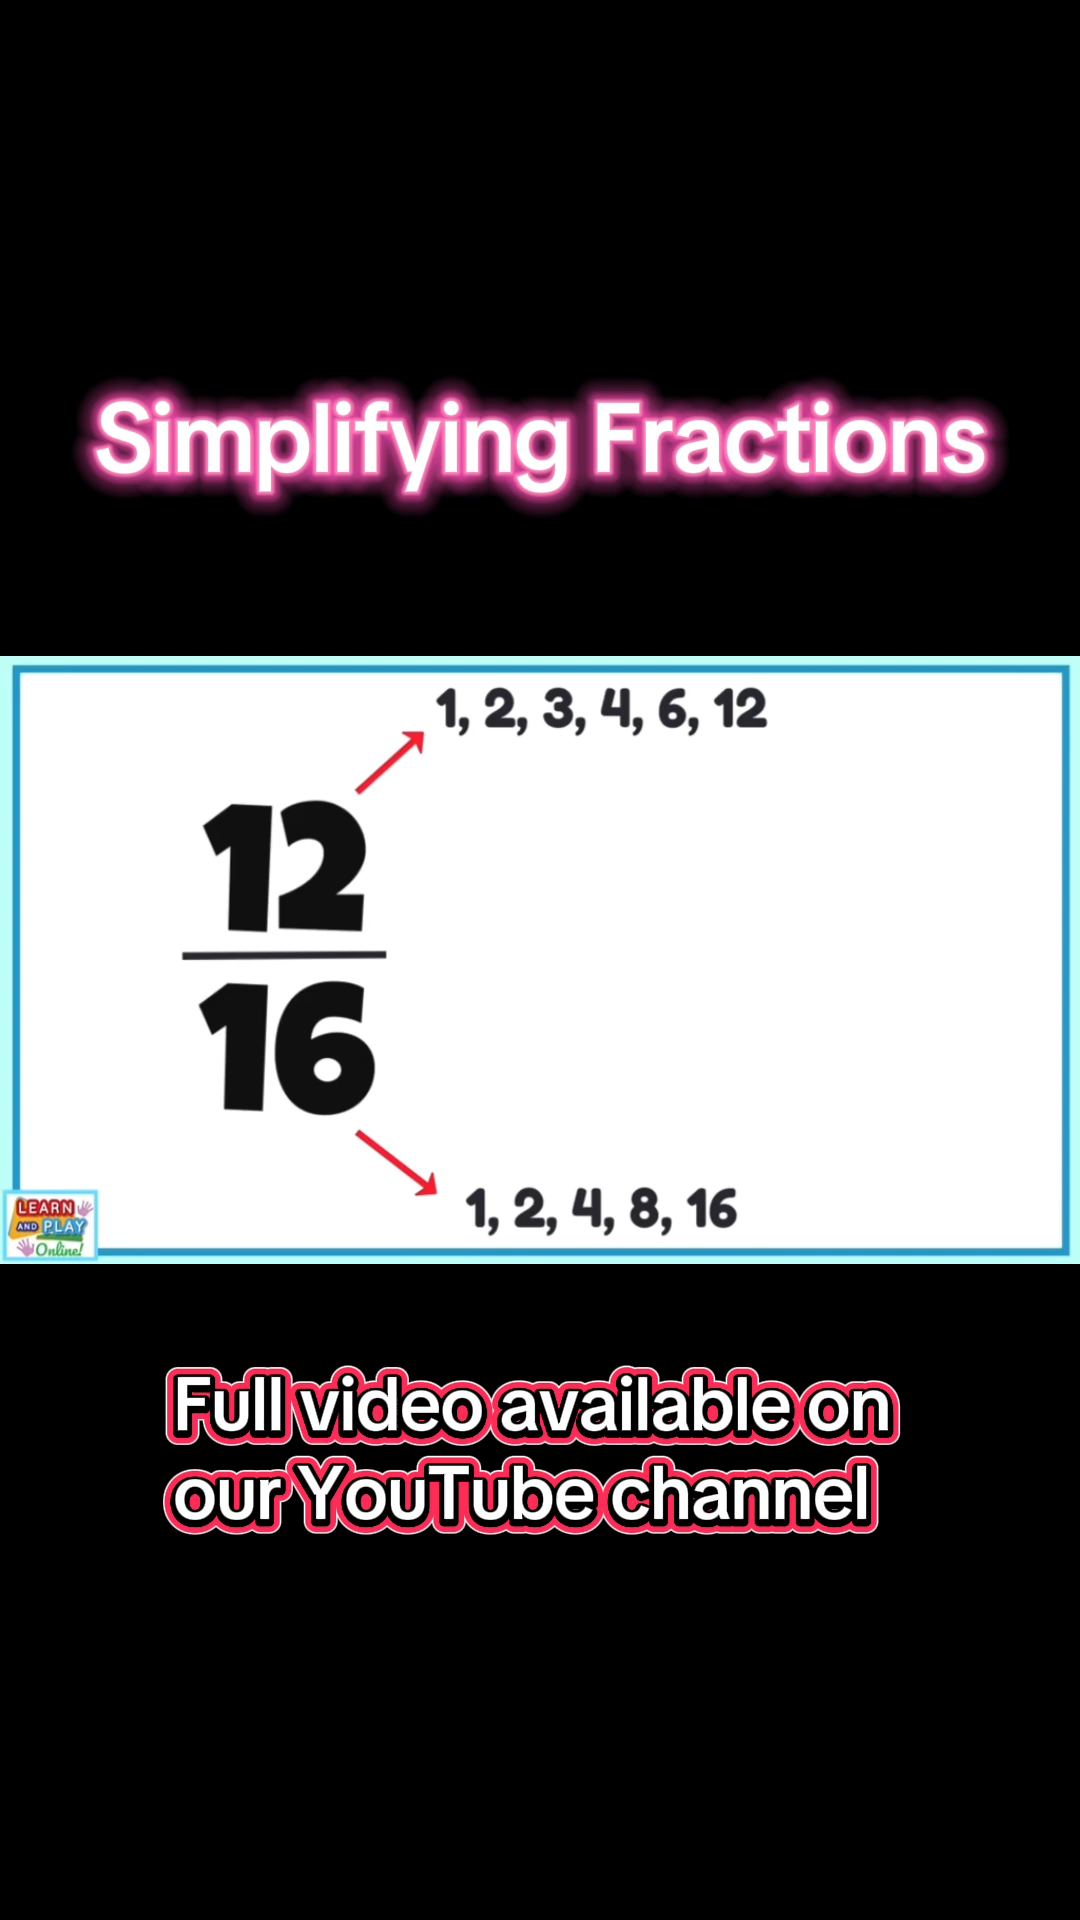 Simplifying Fractions
1, 2, 3, 4, 6, 12
12
16
1, 2, 4, 8, 16
LEARN
AND PLAY
Online!
Full video available on
our YouTube channel